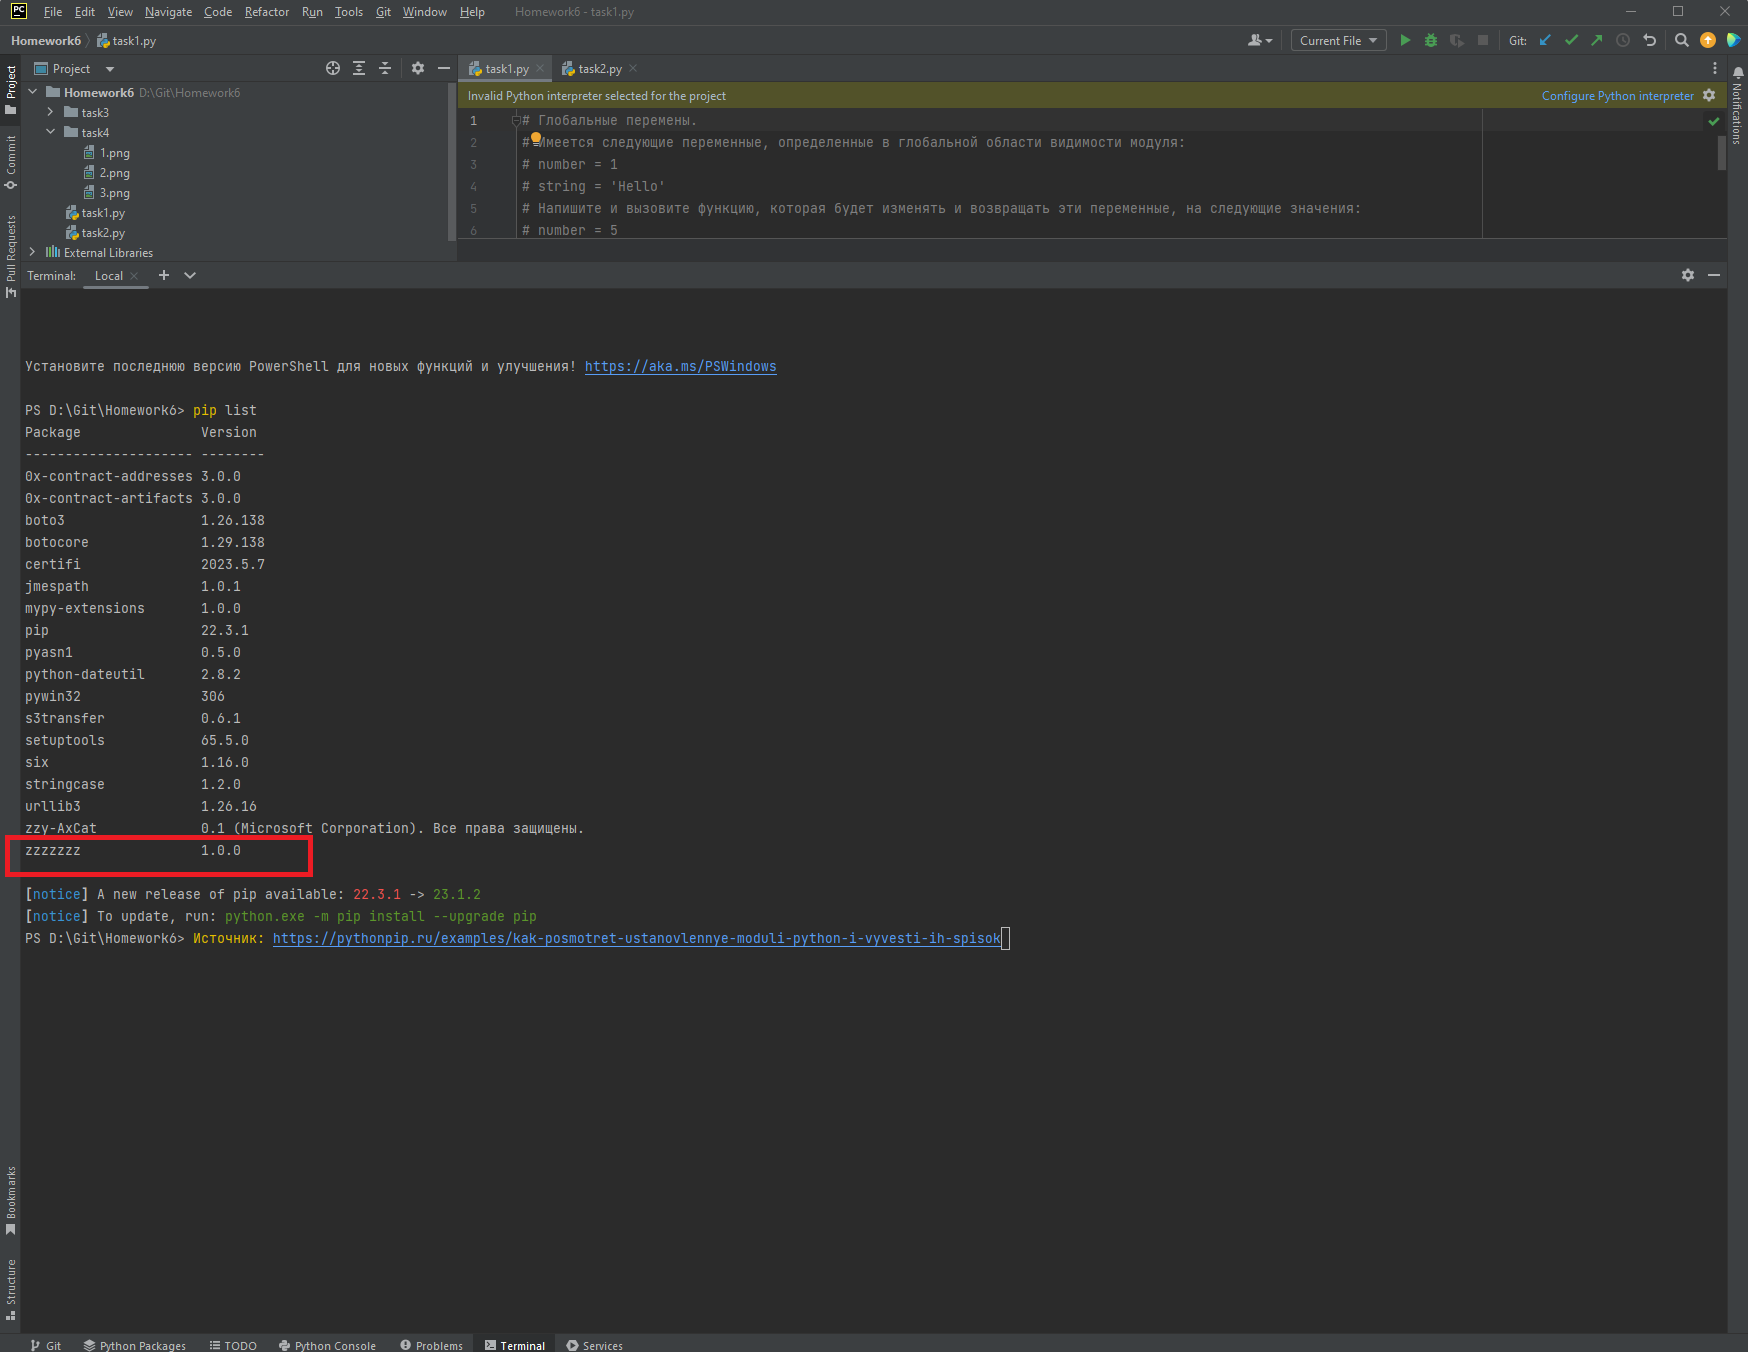 File Edit View Navigate Code Refactor Run Tools Git Window Help Homework6 - task1.py
Homework6 task1.py Current File Git:
Project
task1.py task2.py
Homework6 D:\Git\Homework6
task3
task4
1.png
2.png
3.png
task1.py
task2.py
External Libraries
Invalid Python interpreter selected for the project Configure Python interpreter
1 # Глобальные перемены.
2 # Имеется следующие переменные, определенные в глобальной области видимости модуля:
3 # number = 1
4 # string = 'Hello'
5 # Напишите и вызовите функцию, которая будет изменять и возвращать эти переменные, на следующие значения:
6 # number = 5
Project
Commit
Pull Requests
Notifications
Terminal: Local
Установите последнюю версию PowerShell для новых функций и улучшения! https://aka.ms/PSWindows
PS D:\Git\Homework6> pip list
Package Version
--------------------- --------
0x-contract-addresses 3.0.0
0x-contract-artifacts 3.0.0
boto3 1.26.138
botocore 1.29.138
certifi 2023.5.7
jmespath 1.0.1
mypy-extensions 1.0.0
pip 22.3.1
pyasn1 0.5.0
python-dateutil 2.8.2
pywin32 306
s3transfer 0.6.1
setuptools 65.5.0
six 1.16.0
stringcase 1.2.0
urllib3 1.26.16
zzy-AxCat 0.1 (Microsoft Corporation). Все права защищены.
zzzzzzz 1.0.0
[notice] A new release of pip available: 22.3.1 -> 23.1.2
[notice] To update, run: python.exe -m pip install --upgrade pip
PS D:\Git\Homework6> Источник: https://pythonpip.ru/examples/kak-posmotret-ustanovlennye-moduli-python-i-vyvesti-ih-spisok
Bookmarks
Structure
Git Python Packages TODO Python Console Problems Terminal Services